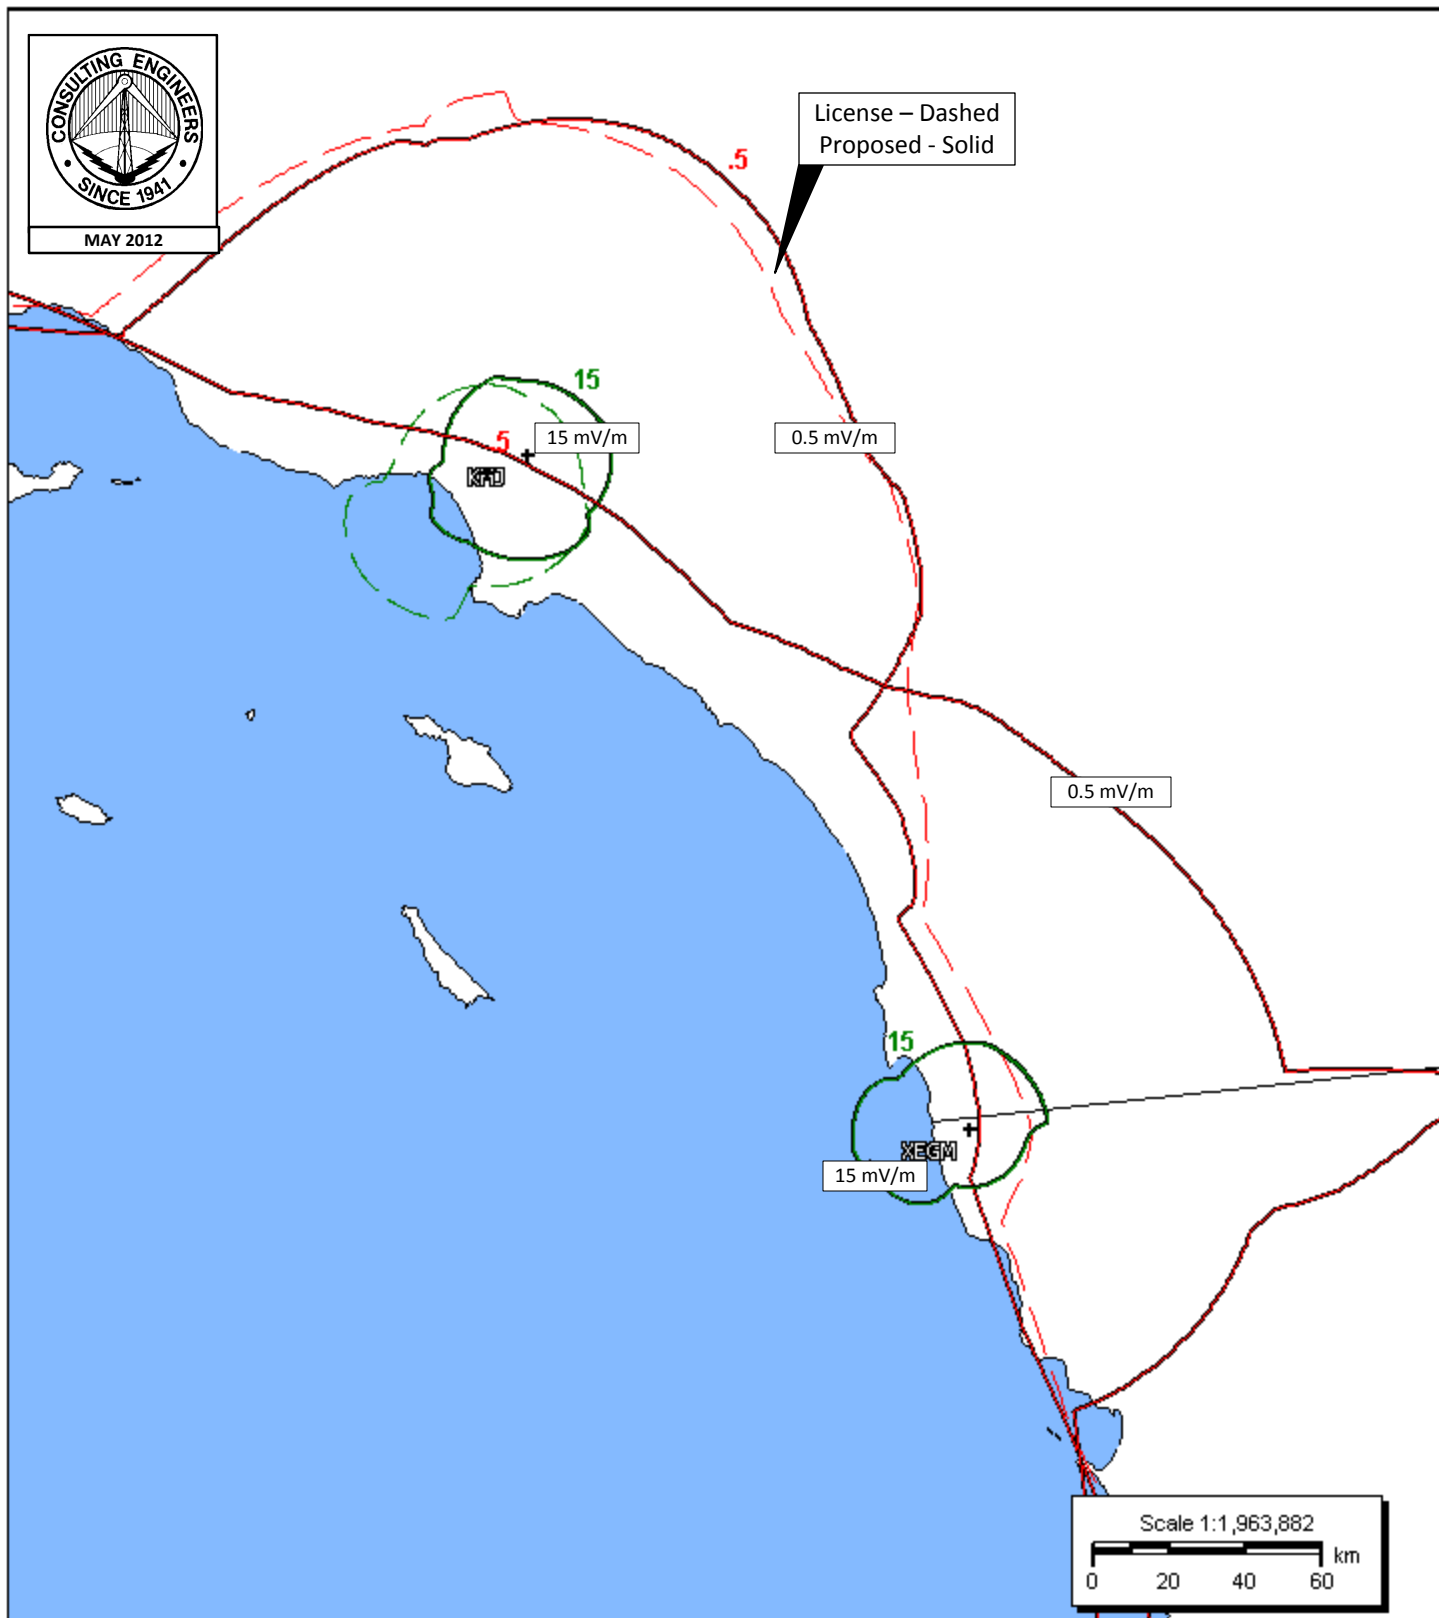 CONSULTING ENGINEERS
• SINCE 1941 •
MAY 2012
License – Dashed
Proposed - Solid
.5
15
.5
15 mV/m
0.5 mV/m
0.5 mV/m
15
XEGM
15 mV/m
Scale 1:1,963,882
km
0 20 40 60